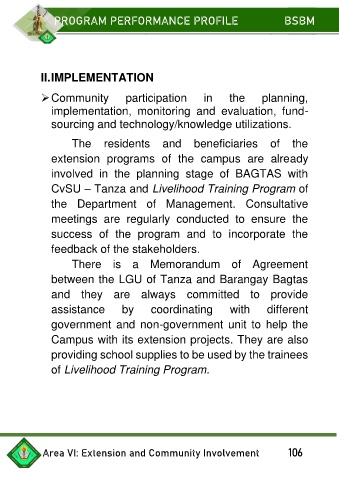 PROGRAM PERFORMANCE PROFILE BSBM
II.IMPLEMENTATION
➢Community participation in the planning,
implementation, monitoring and evaluation, fund-
sourcing and technology/knowledge utilizations.
The residents and beneficiaries of the
extension programs of the campus are already
involved in the planning stage of BAGTAS with
CvSU – Tanza and Livelihood Training Program of
the Department of Management. Consultative
meetings are regularly conducted to ensure the
success of the program and to incorporate the
feedback of the stakeholders.
There is a Memorandum of Agreement
between the LGU of Tanza and Barangay Bagtas
and they are always committed to provide
assistance by coordinating with different
government and non-government unit to help the
Campus with its extension projects. They are also
providing school supplies to be used by the trainees
of Livelihood Training Program.
Area VI: Extension and Community Involvement 106